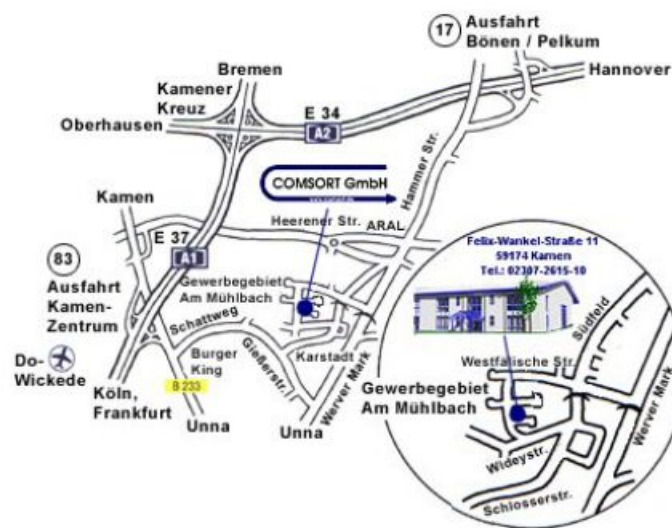 17
Ausfahrt
Bönen / Pelkum
Bremen
Hannover
Kamener
Kreuz
E 34
Oberhausen
A2
Hammer Str.
COMSORT GmbH
Kamen
Heerener Str.
ARAL
E 37
A1
83
Ausfahrt
Kamen-
Zentrum
Gewerbegebiet
Am Mühlbach
Schattweg
Burger
King
Gießerstr.
Karstadt
Werver Mark
Do-
Wickede
B 233
Köln,
Frankfurt
Unna
Unna
Felix-Wankel-Straße 11
59174 Kamen
Tel.: 02307-2615-10
Südfeld
Westfälische Str.
Gewerbegebiet
Am Mühlbach
Werver Mark
Wideystr.
Schlosserstr.